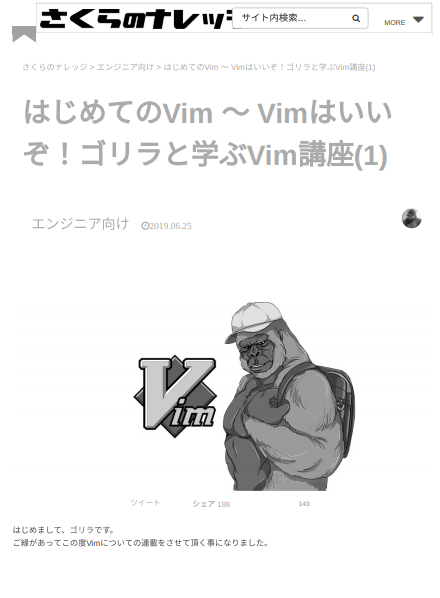 さくらのナレッジ
サイト内検索…
MORE
さくらのナレッジ > エンジニア向け > はじめてのVim 〜 Vimはいいぞ！ゴリラと学ぶVim講座(1)
はじめてのVim 〜 Vimはいい
ぞ！ゴリラと学ぶVim講座(1)
エンジニア向け 2019.06.25
Vim
ツイート シェア 188 143
はじめまして、ゴリラです。
ご縁があってこの度Vimについての連載をさせて頂く事になりました。